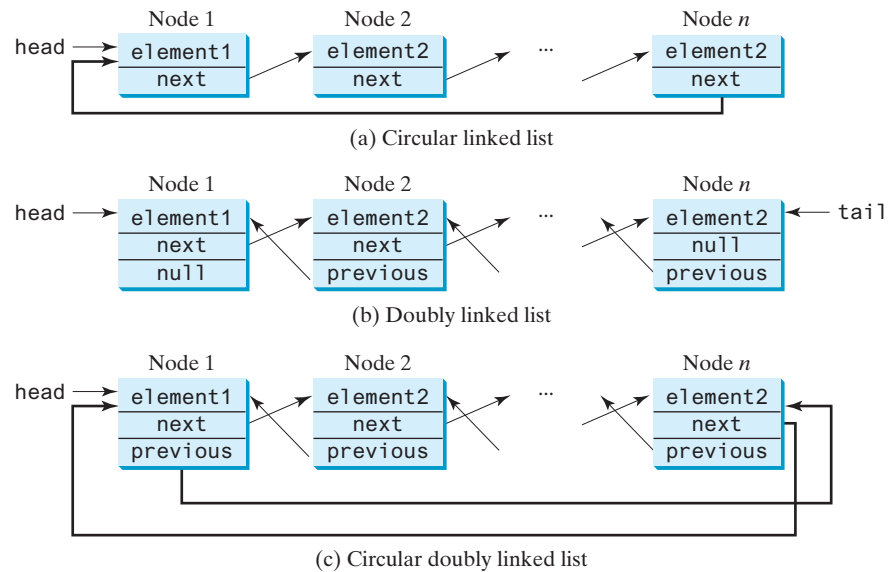 Node 1 Node 2 Node n
head element1 element2 ... element2
next next next
(a) Circular linked list
Node 1 Node 2 Node n
head element1 element2 ... element2 tail
next next null
null previous previous
(b) Doubly linked list
Node 1 Node 2 Node n
head element1 element2 ... element2
next next next
previous previous previous
(c) Circular doubly linked list